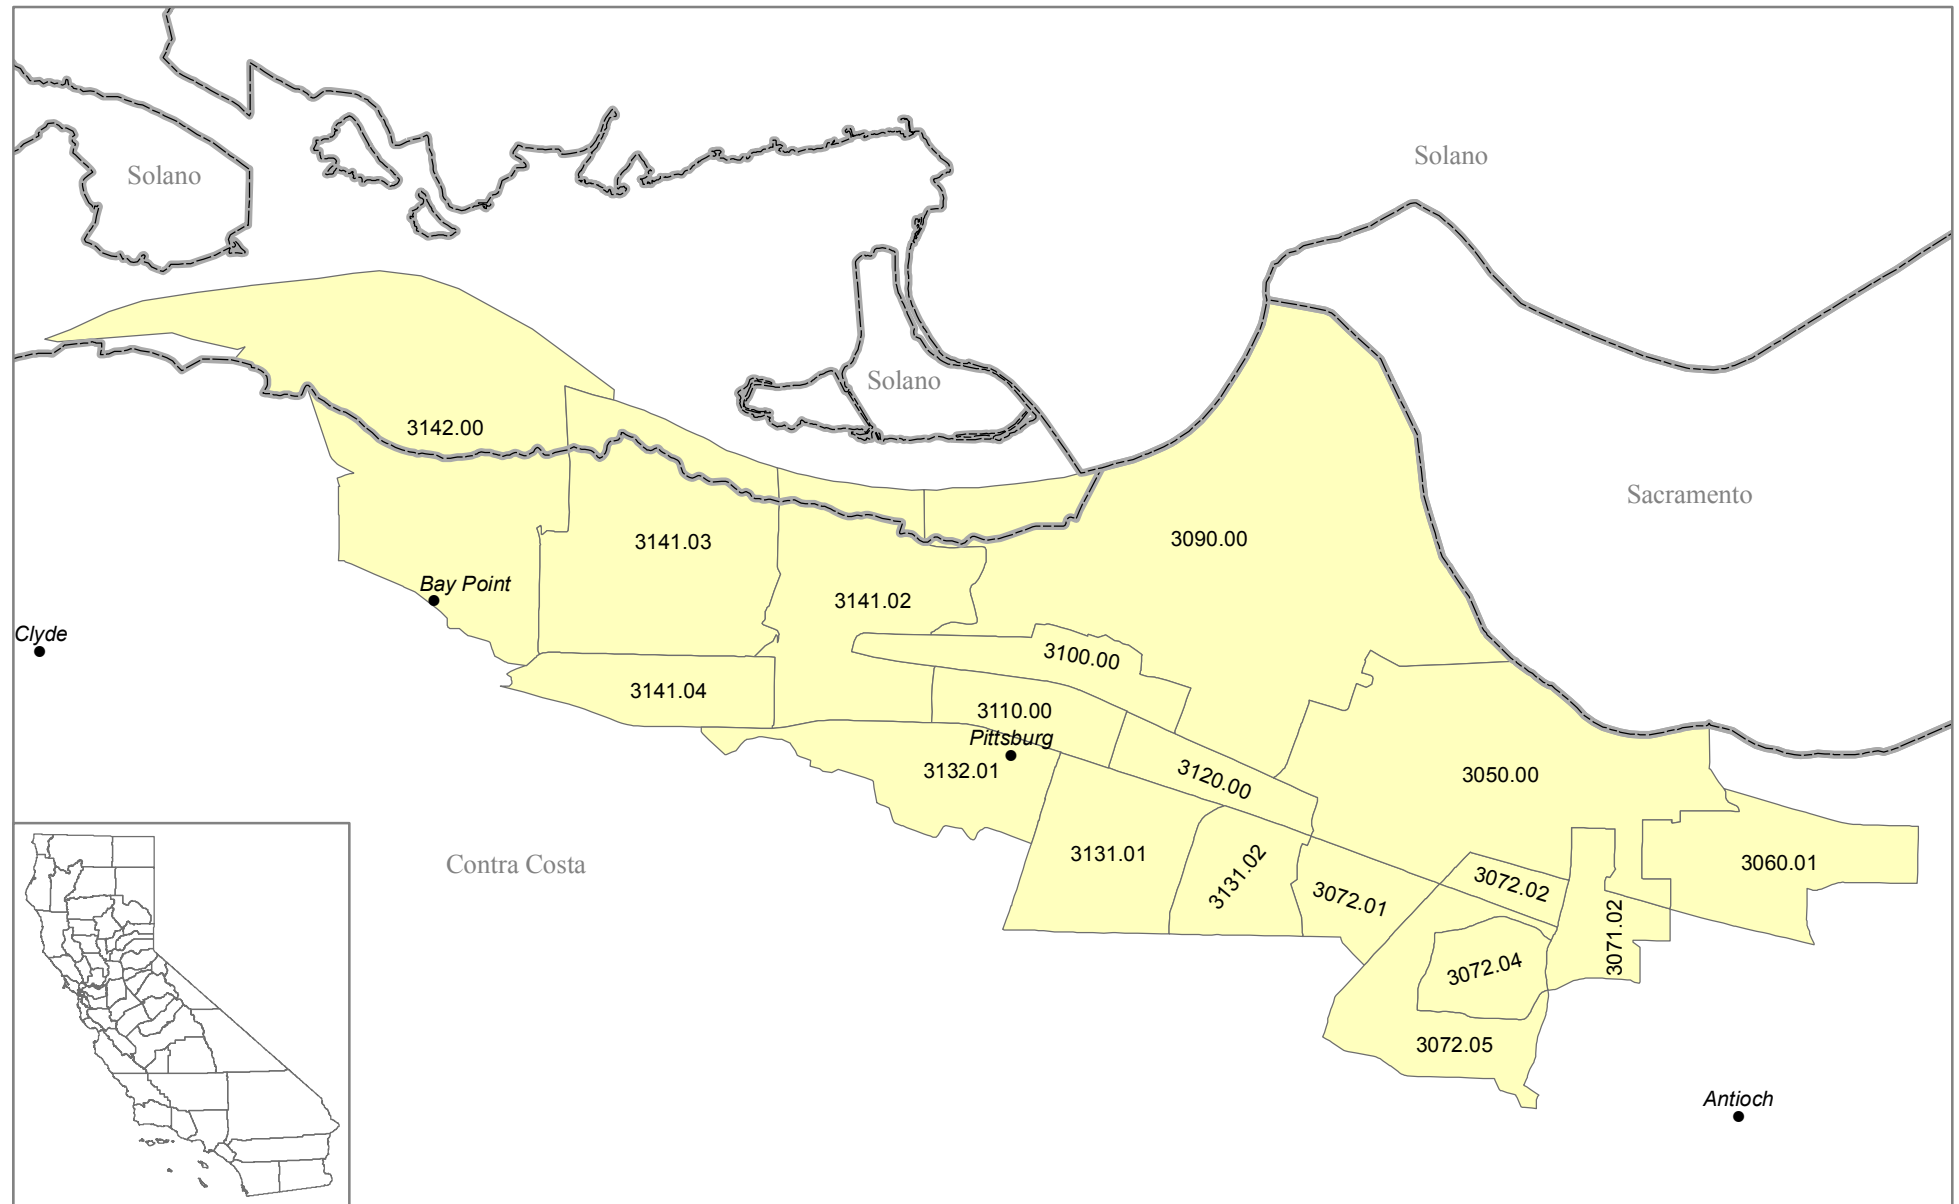 Solano
Solano
Solano
3142.00
Sacramento
3141.03
3090.00
Bay Point
3141.02
Clyde
3100.00
3141.04
3110.00
Pittsburg
3132.01
3120.00
3050.00
3131.01
3131.02
3072.01
3072.02
3060.01
Contra Costa
3071.02
3072.04
3072.05
Antioch